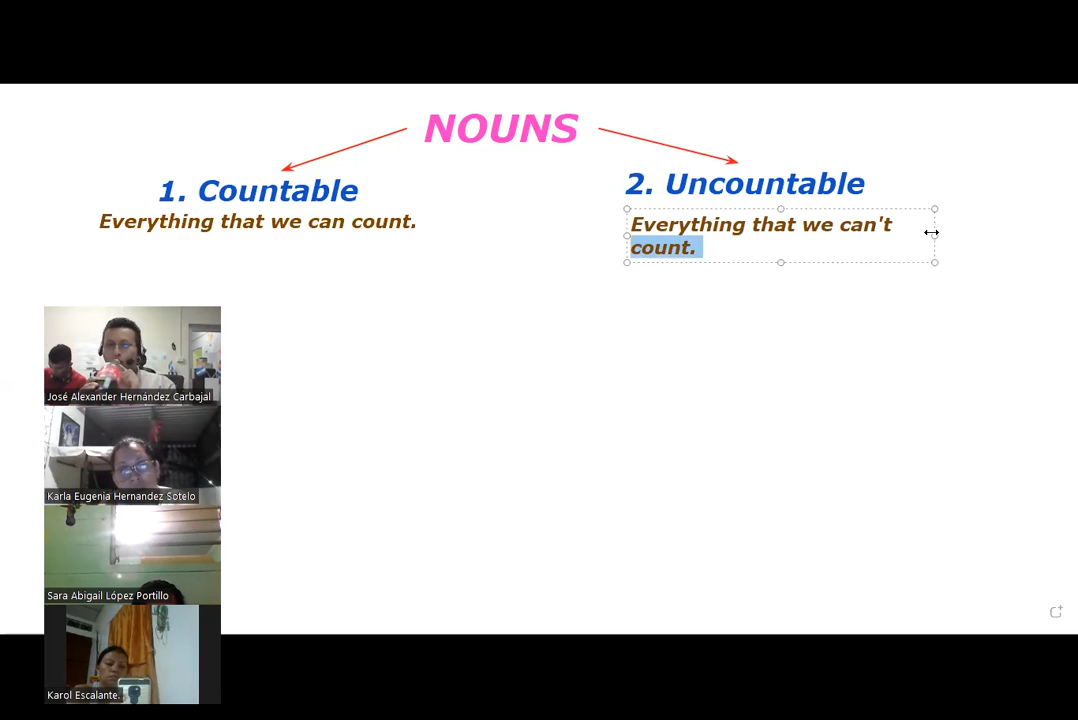 NOUNS
1. Countable
Everything that we can count.
2. Uncountable
Everything that we can't
count.
José Alexander Hernández Carbajal
Karla Eugenia Hernandez Sotelo
Sara Abigail López Portillo
Karol Escalante.